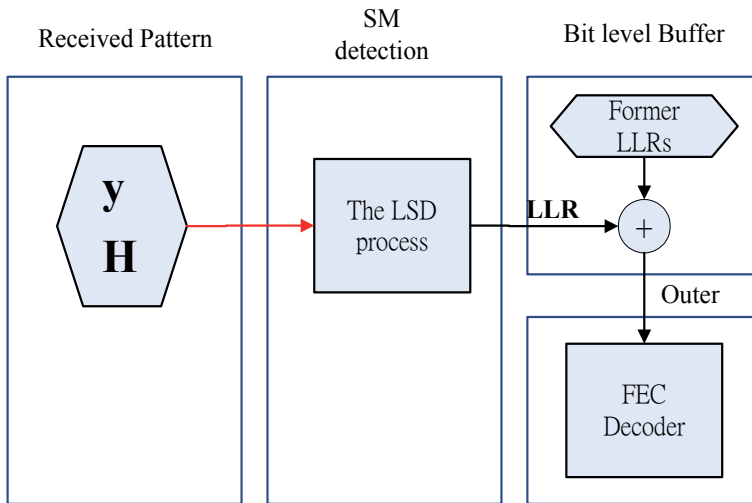 Received Pattern
SM
detection
Bit level Buffer
y
H
The LSD
process
LLR
Former
LLRs
+
Outer
FEC
Decoder